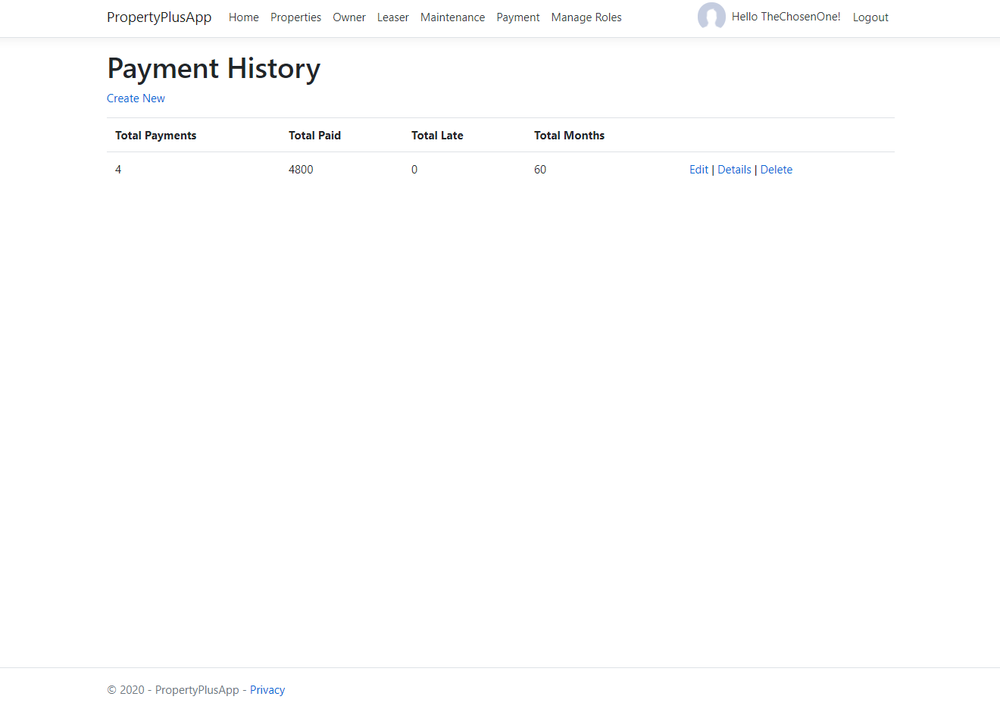 PropertyPlusApp Home Properties Owner Leaser Maintenance Payment Manage Roles Hello TheChosenOne! Logout
Payment History
Create New
Total Payments Total Paid Total Late Total Months
4 4800 0 60 Edit | Details | Delete
© 2020 - PropertyPlusApp - Privacy